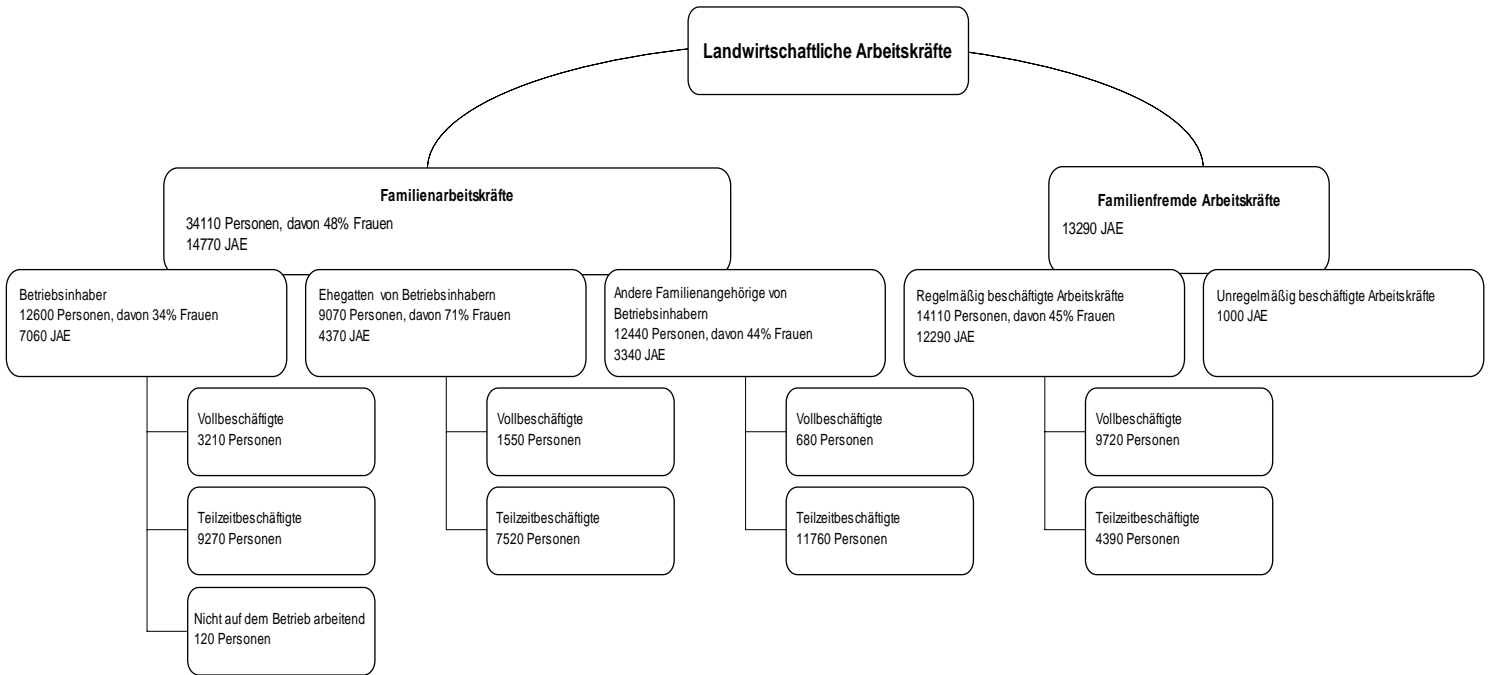 Landwirtschaftliche Arbeitskräfte
Familienarbeitskräfte
34110 Personen, davon 48% Frauen
14770 JAE
Familienfremde Arbeitskräfte
13290 JAE
Betriebsinhaber
12600 Personen, davon 34% Frauen
7060 JAE
Ehegatten von Betriebsinhabern
9070 Personen, davon 71% Frauen
4370 JAE
Andere Familienangehörige von
Betriebsinhabern
12440 Personen, davon 44% Frauen
3340 JAE
Regelmäßig beschäftigte Arbeitskräfte
14110 Personen, davon 45% Frauen
12290 JAE
Unregelmäßig beschäftigte Arbeitskräfte
1000 JAE
Vollbeschäftigte
3210 Personen
Vollbeschäftigte
1550 Personen
Vollbeschäftigte
680 Personen
Vollbeschäftigte
9720 Personen
Teilzeitbeschäftigte
9270 Personen
Teilzeitbeschäftigte
7520 Personen
Teilzeitbeschäftigte
11760 Personen
Teilzeitbeschäftigte
4390 Personen
Nicht auf dem Betrieb arbeitend
120 Personen